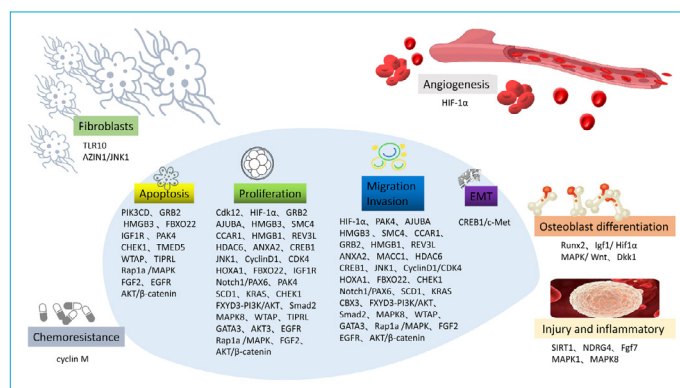 Fibroblasts
TLR10
AZIN1/JNK1
Angiogenesis
HIF-1α
Apoptosis
PIK3CD、 GRB2
HMGB3 、 FBXO22
IGF1R 、 PAK4
CHEK1、 TMED5
WTAP、 TIPRL
Rap1a /MAPK
FGF2、 EGFR
AKT/β-catenin
Proliferation
Cdk12、 HIF-1α、 GRB2
AJUBA、 HMGB3、 SMC4
CCAR1、 HMGB1、 REV3L
HDAC6、 ANXA2、 CREB1
JNK1、 CyclinD1、 CDK4
HOXA1、 FBXO22、 IGF1R
Notch1/PAX6、 PAK4
SCD1、 KRAS、 CHEK1
FXYD3-PI3K/AKT、 Smad2
MAPK8、 WTAP、 TIPRL
GATA3、 AKT3、 EGFR
Rap1a /MAPK、 FGF2、
AKT/β-catenin
Migration
Invasion
HIF-1α、 PAK4、 AJUBA
HMGB3 、 SMC4、 CCAR1、
GRB2、 HMGB1、 REV3L
ANXA2、 MACC1、 HDAC6
CREB1、 JNK1、 CyclinD1/CDK4
HOXA1、 FBXO22、 CHEK1
Notch1/PAX6、 SCD1、 KRAS
CBX3、 FXYD3-PI3K/AKT、
Smad2、 MAPK8、 WTAP、
GATA3、 Rap1a /MAPK、 FGF2
EGFR、 AKT/β-catenin
EMT
CREB1/c-Met
Osteoblast differentiation
Runx2、 Igf1/ Hif1α
MAPK/ Wnt、 Dkk1
Chemoresistance
cyclin M
Injury and inflammatory
SIRT1、 NDRG4、 Fgf7
MAPK1、 MAPK8